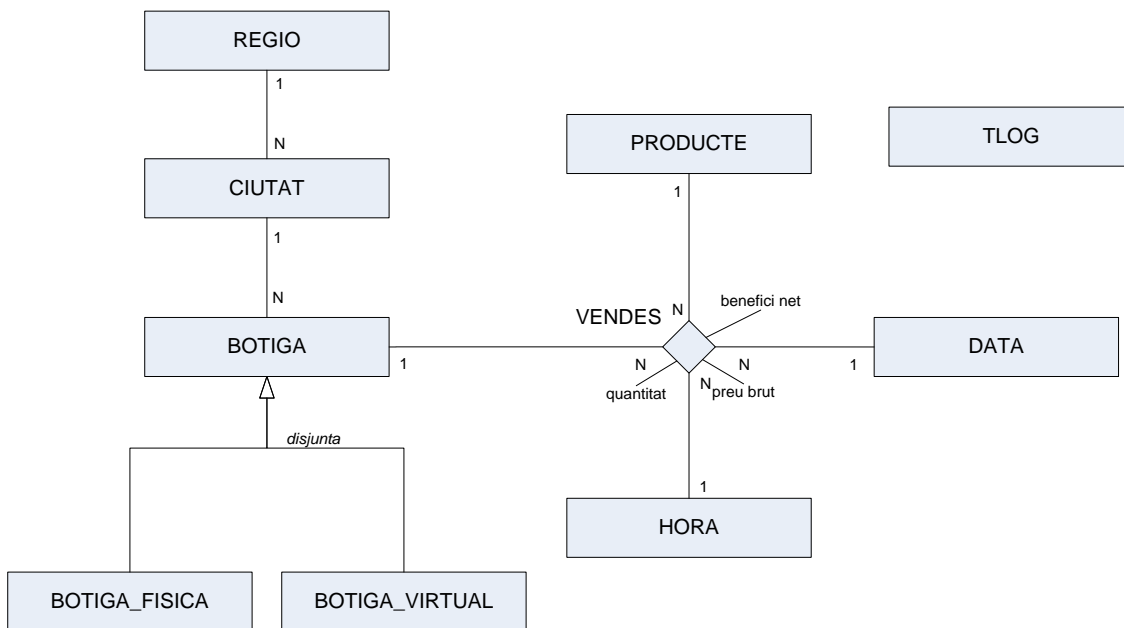 REGIO
1
N
CIUTAT
1
N
BOTIGA
1
disjunta
BOTIGA_FISICA
BOTIGA_VIRTUAL
PRODUCTE
1
N
VENDES
benefici net
N
quantitat
N
preu brut
N
1
DATA
1
HORA
TLOG